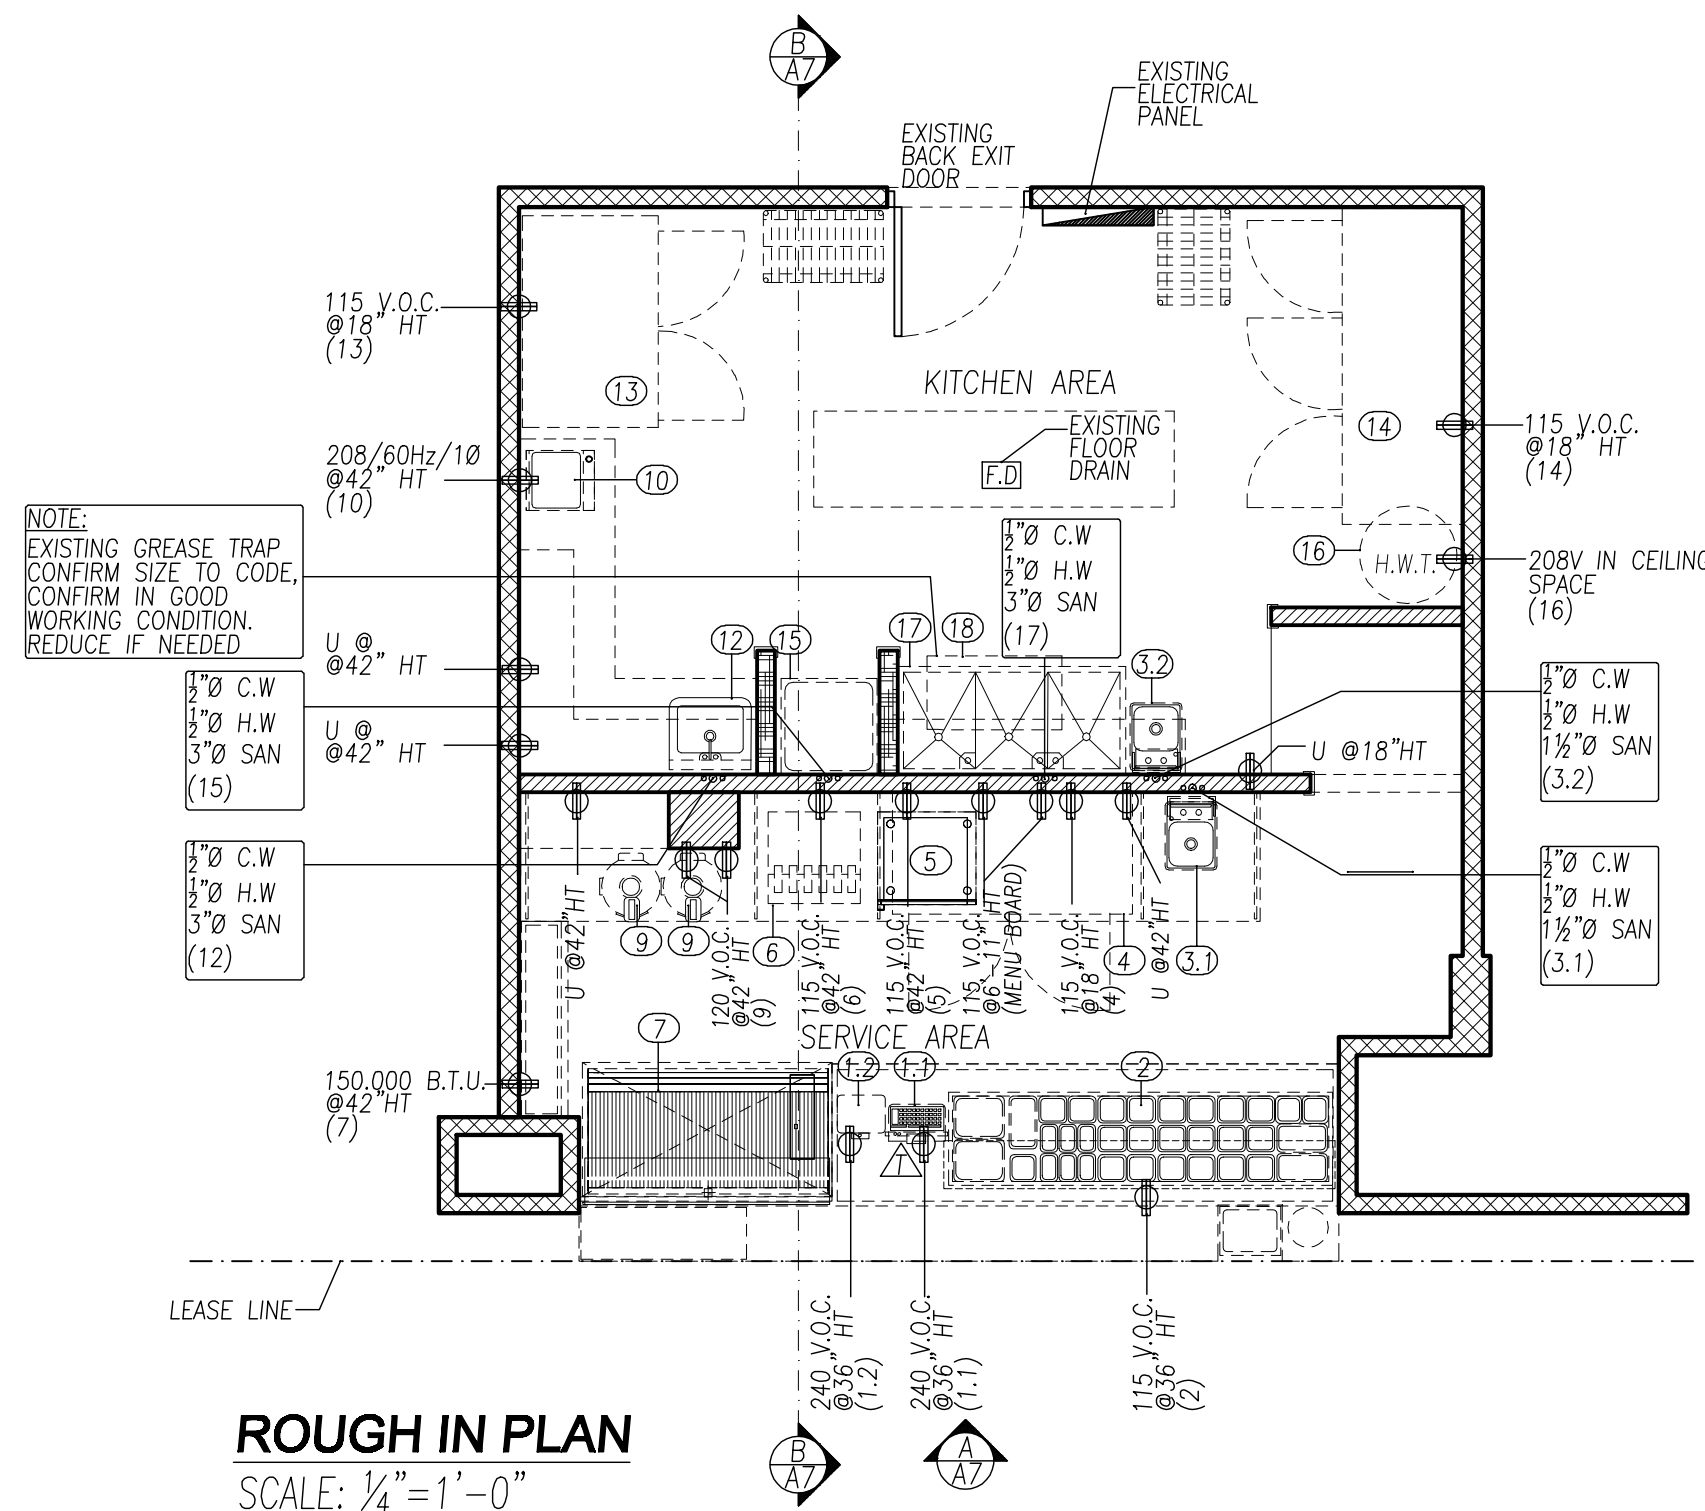 B
A7
EXISTING
ELECTRICAL
PANEL
EXISTING
BACK EXIT
DOOR
115 V.O.C.
@18" HT
(13)
13
KITCHEN AREA
EXISTING
FLOOR
DRAIN
F.D
14
115 V.O.C.
@18" HT
(14)
208/60Hz/1Ø
@42" HT
(10)
10
NOTE:
EXISTING GREASE TRAP
CONFIRM SIZE TO CODE,
CONFIRM IN GOOD
WORKING CONDITION.
REDUCE IF NEEDED
½"Ø C.W
½"Ø H.W
3"Ø SAN
(17)
16
H.W.T.
208V IN CEILING
SPACE
(16)
U @
@42" HT
12
15
17
18
3.2
½"Ø C.W
½"Ø H.W
3"Ø SAN
(15)
U @
@42" HT
½"Ø C.W
½"Ø H.W
1½"Ø SAN
(3.2)
U @18"HT
½"Ø C.W
½"Ø H.W
3"Ø SAN
(12)
5
½"Ø C.W
½"Ø H.W
1½"Ø SAN
(3.1)
9
9
6
4
3.1
U @42"HT
120 V.O.C.
@42" HT
(9)
115 V.O.C.
@42" HT
(6)
115 V.O.C.
@42" HT
(5)
115 V.O.C.
@6'-11" HT
(MENU BOARD)
115 V.O.C.
@18" HT
(4)
U @42"HT
7
SERVICE AREA
1.2
1.1
2
150.000 B.T.U.
@42"HT
(7)
T
LEASE LINE
240 V.O.C.
@36" HT
(1.2)
240 V.O.C.
@36" HT
(1.1)
115 V.O.C.
@36" HT
(2)
B
A7
A
A7
ROUGH IN PLAN
SCALE: ¼"=1'-0"